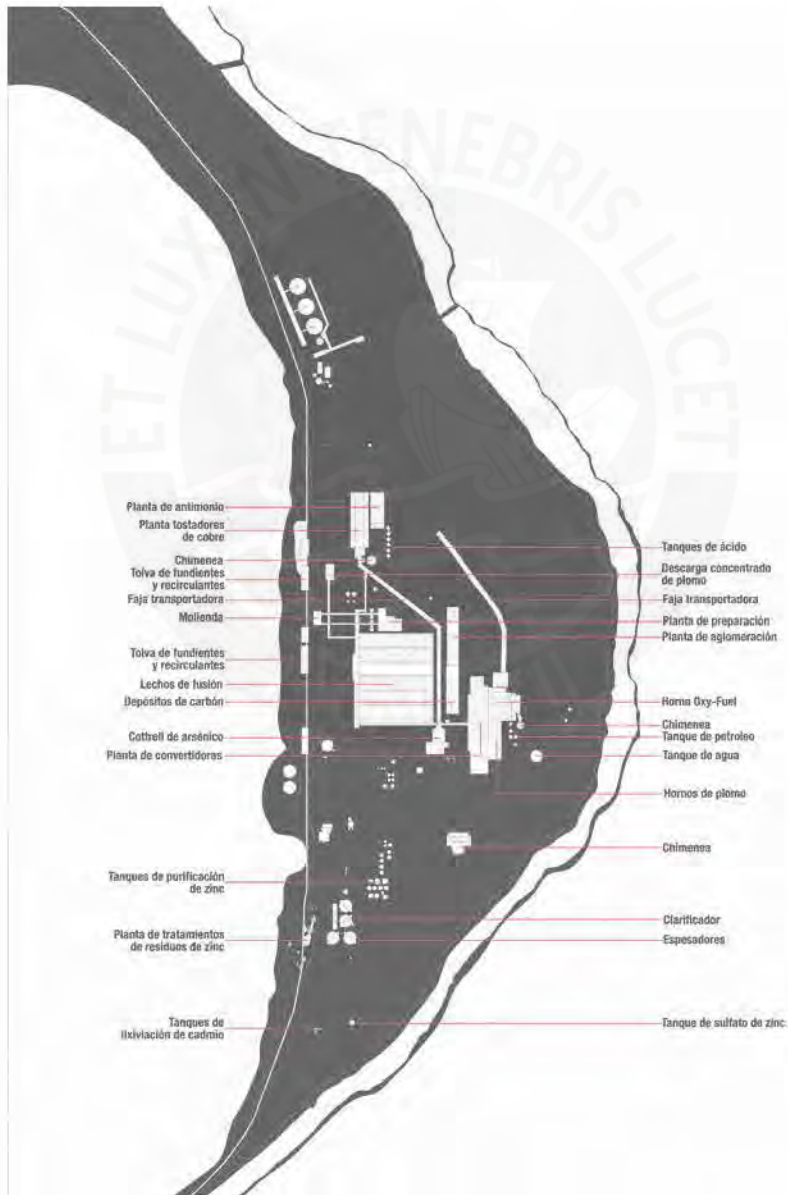 ET LUX IN TENEBRIS LUCET
Planta de antimonio
Planta tostadores
de cobre
Chimenea
Tolva de fundientes
y recirculantes
Faja transportadora
Molienda
Tolva de fundientes
y recirculantes
Lechos de fusión
Depósitos de carbón
Cottrell de arsénico
Planta de convertidoras
Tanques de purificación
de zinc
Planta de tratamientos
de residuos de zinc
Tanques de
lixiviación de cadmio
Tanques de ácido
Descarga concentrado
de plomo
Faja transportadora
Planta de preparación
Planta de aglomeración
Horno Oxy-Fuel
Chimenea
Tanque de petroleo
Tanque de agua
Hornos de plomo
Chimenea
Clarificador
Espesadores
Tanque de sulfato de zinc